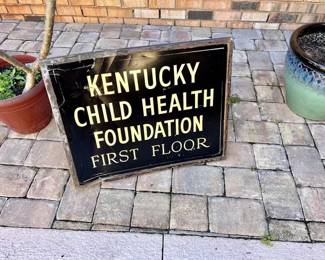 KENTUCKY
CHILD HEALTH
FOUNDATION
FIRST FLOOR